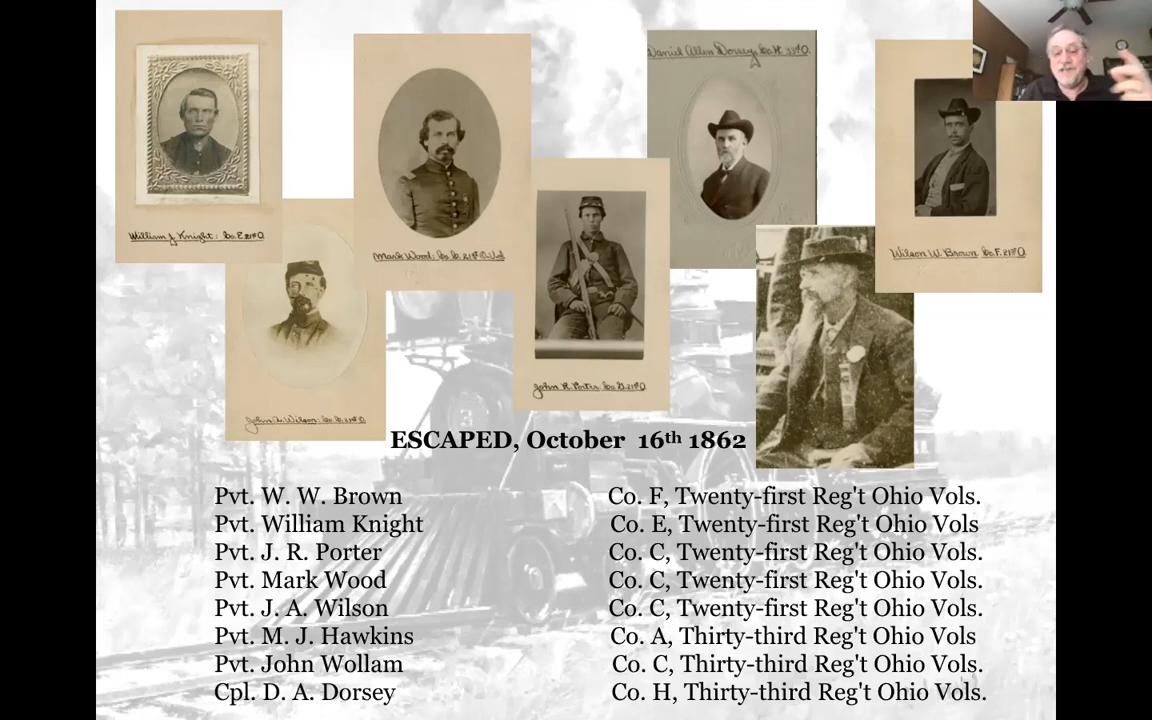 Daniel Allen Dorsey, Co. H. 33rd O.
William J. Knight: Co. E. 21st O.
Mark Wood: Co. C. 21st O.
Wilson W. Brown Co. F. 21st O.
John R. Porter: Co. G. 21st O.
John A. Wilson: Co. C. 21st O.
ESCAPED, October 16th 1862
Pvt. W. W. Brown Co. F, Twenty-first Reg't Ohio Vols.
Pvt. William Knight Co. E, Twenty-first Reg't Ohio Vols
Pvt. J. R. Porter Co. C, Twenty-first Reg't Ohio Vols.
Pvt. Mark Wood Co. C, Twenty-first Reg't Ohio Vols.
Pvt. J. A. Wilson Co. C, Twenty-first Reg't Ohio Vols.
Pvt. M. J. Hawkins Co. A, Thirty-third Reg't Ohio Vols
Pvt. John Wollam Co. C, Thirty-third Reg't Ohio Vols.
Cpl. D. A. Dorsey Co. H, Thirty-third Reg't Ohio Vols.